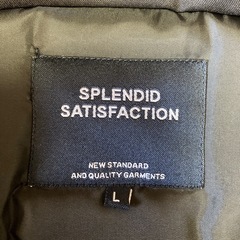 SPLENDID
SATISFACTION
NEW STANDARD
AND QUALITY GARMENTS
L